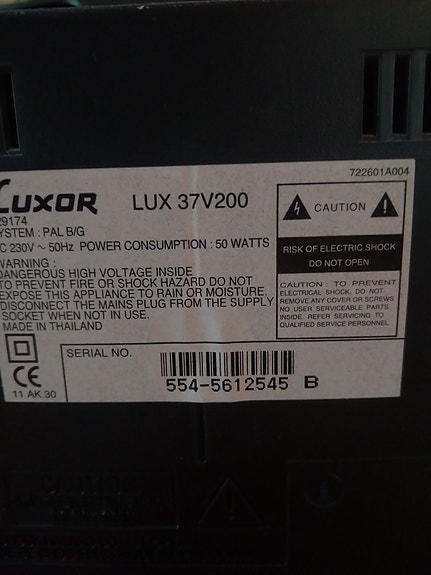 722601A004
LUXOR LUX 37V200
29174
SYSTEM : PAL B/G
AC 230V ~ 50Hz POWER CONSUMPTION : 50 WATTS
WARNING :
DANGEROUS HIGH VOLTAGE INSIDE
TO PREVENT FIRE OR SHOCK HAZARD DO NOT
EXPOSE THIS APPLIANCE TO RAIN OR MOISTURE.
DISCONNECT THE MAINS PLUG FROM THE SUPPLY
SOCKET WHEN NOT IN USE.
MADE IN THAILAND
CAUTION
RISK OF ELECTRIC SHOCK
DO NOT OPEN
CAUTION : TO PREVENT
ELECTRICAL SHOCK, DO NOT
REMOVE ANY COVER OR SCREWS
NO USER SERVICEABLE PARTS
INSIDE. REFER SERVICING TO
QUALIFIED SERVICE PERSONNEL.
CE
11 AK 30
SERIAL NO.
554-5612545 B
CAUTION